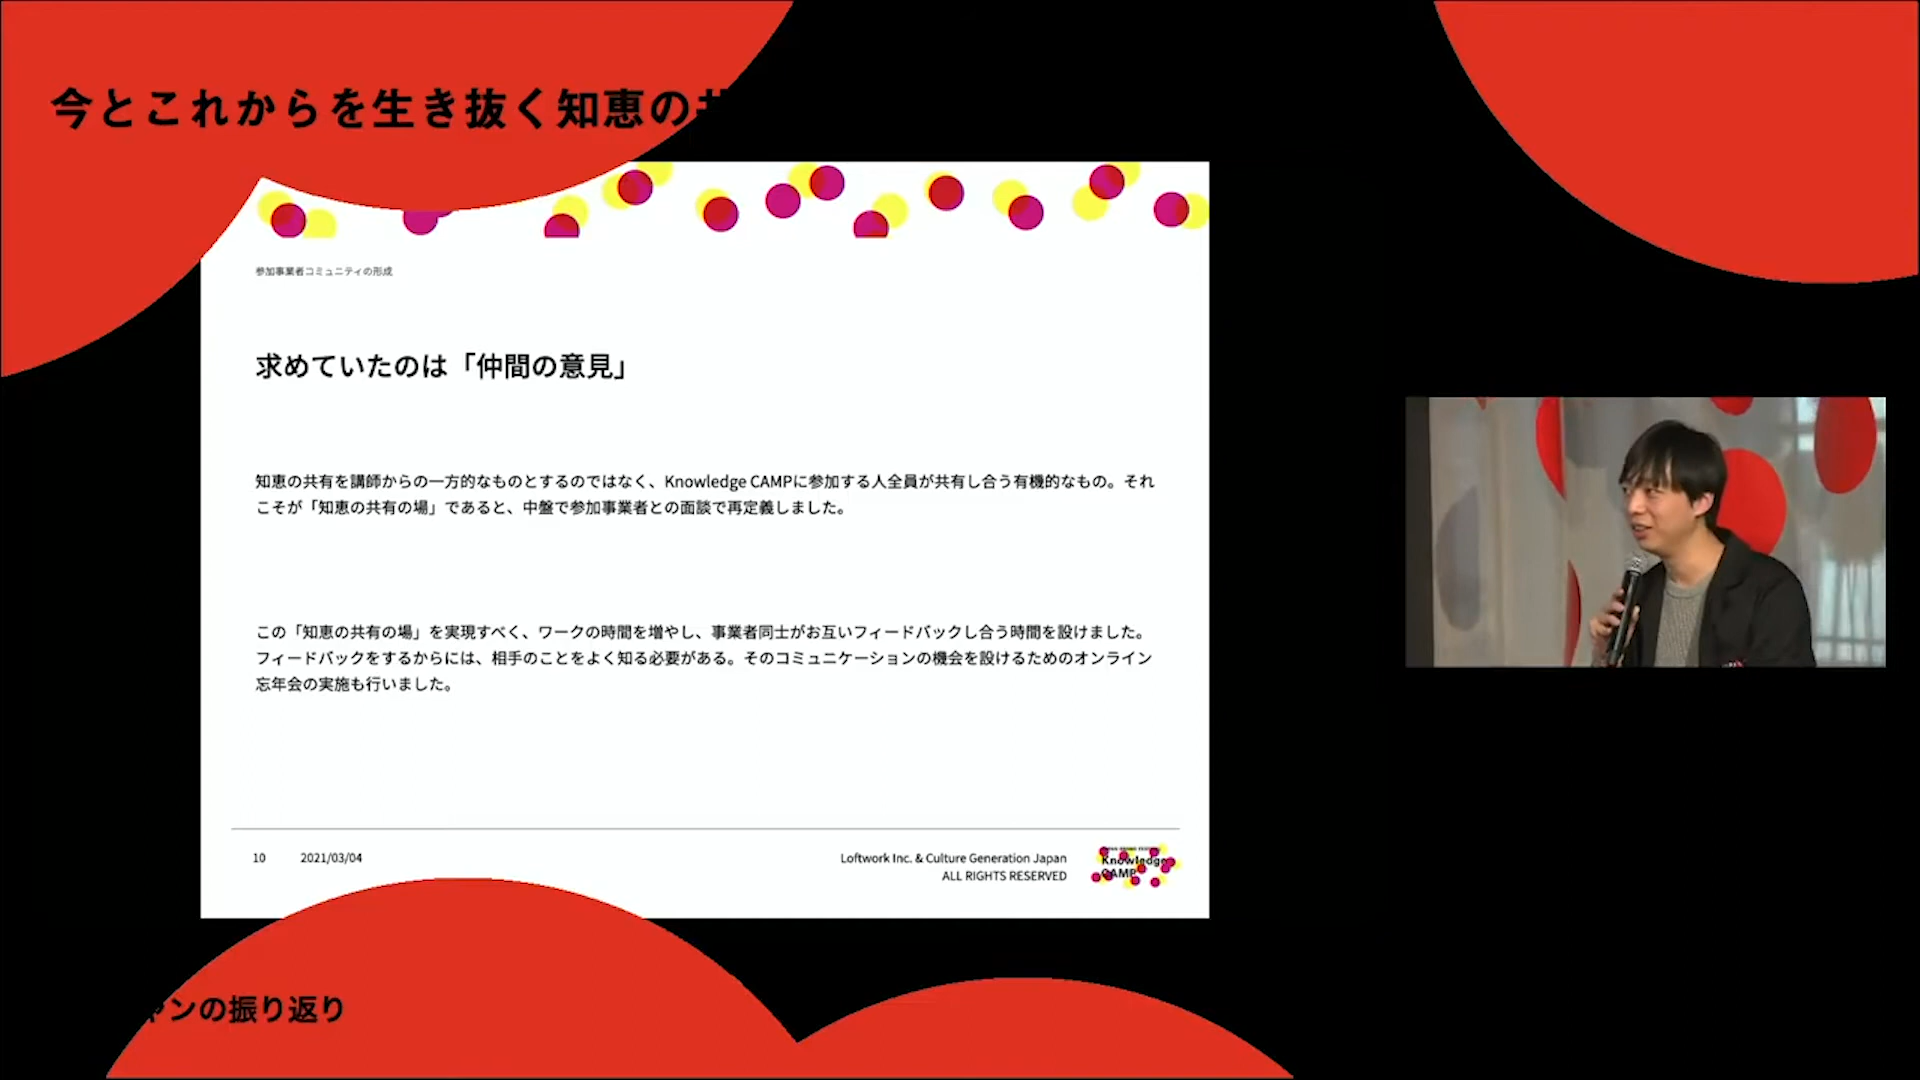 今とこれからを生き抜く知恵の
参加事業者コミュニティの形成
求めていたのは「仲間の意見」
知恵の共有を講師からの一方的なものとするのではなく、Knowledge CAMPに参加する人全員が共有し合う有機的なもの。それ
こそが「知恵の共有の場」であると、中盤で参加事業者との面談で再定義しました。
この「知恵の共有の場」を実現すべく、ワークの時間を増やし、事業者同士がお互いフィードバックし合う時間を設けました。
フィードバックをするからには、相手のことをよく知る必要がある。そのコミュニケーションの機会を設けるためのオンライン
忘年会の実施も行いました。
10 2021/03/04
Loftwork Inc. & Culture Generation Japan
ALL RIGHTS RESERVED
Knowledge
CAMP
ンの振り返り